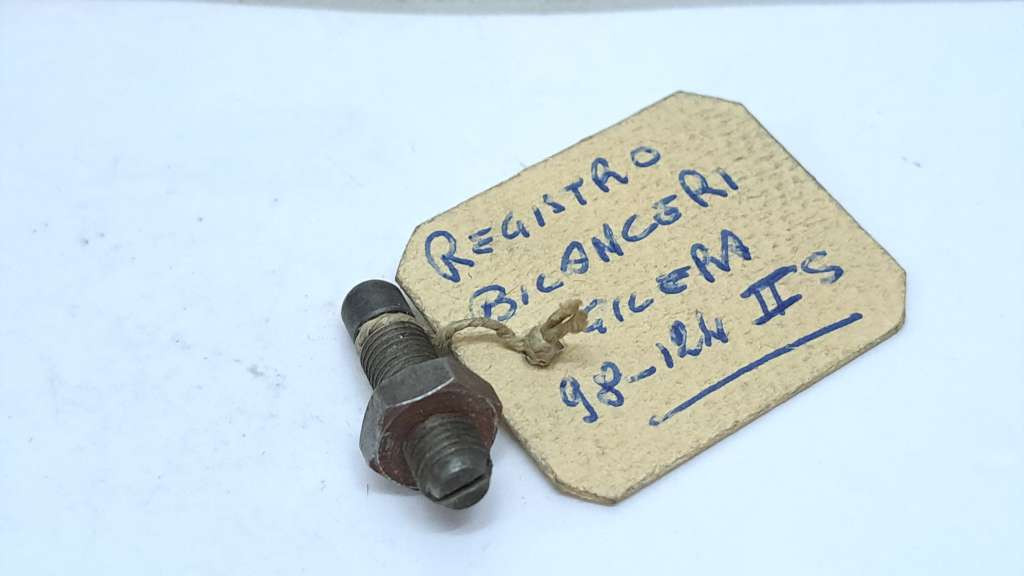 REGISTRO
BILANCERI
GILERA
98-124 II S